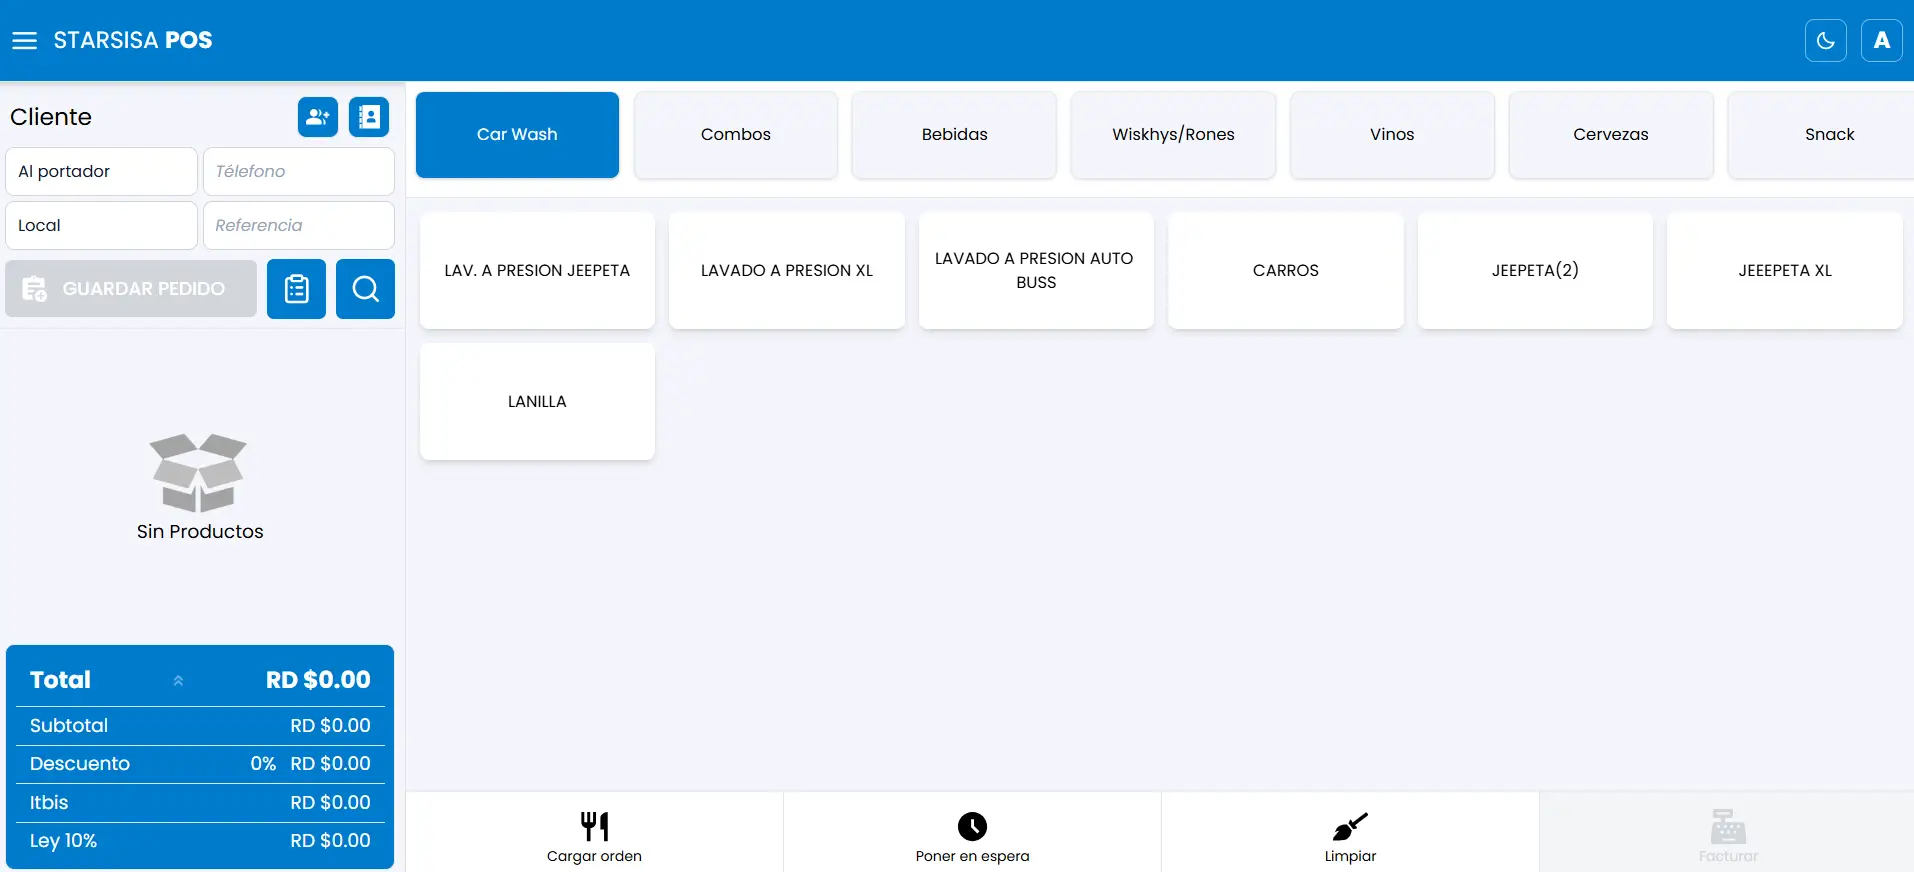 STARSISA POS
A
Cliente
Al portador
Télefono
Local
Referencia
GUARDAR PEDIDO
Sin Productos
Total RD $0.00
Subtotal RD $0.00
Descuento 0% RD $0.00
Itbis RD $0.00
Ley 10% RD $0.00
Car Wash
Combos
Bebidas
Wiskhys/Rones
Vinos
Cervezas
Snack
LAV. A PRESION JEEPETA
LAVADO A PRESION XL
LAVADO A PRESION AUTO
BUSS
CARROS
JEEPETA(2)
JEEEPETA XL
LANILLA
Cargar orden
Poner en espera
Limpiar
Facturar